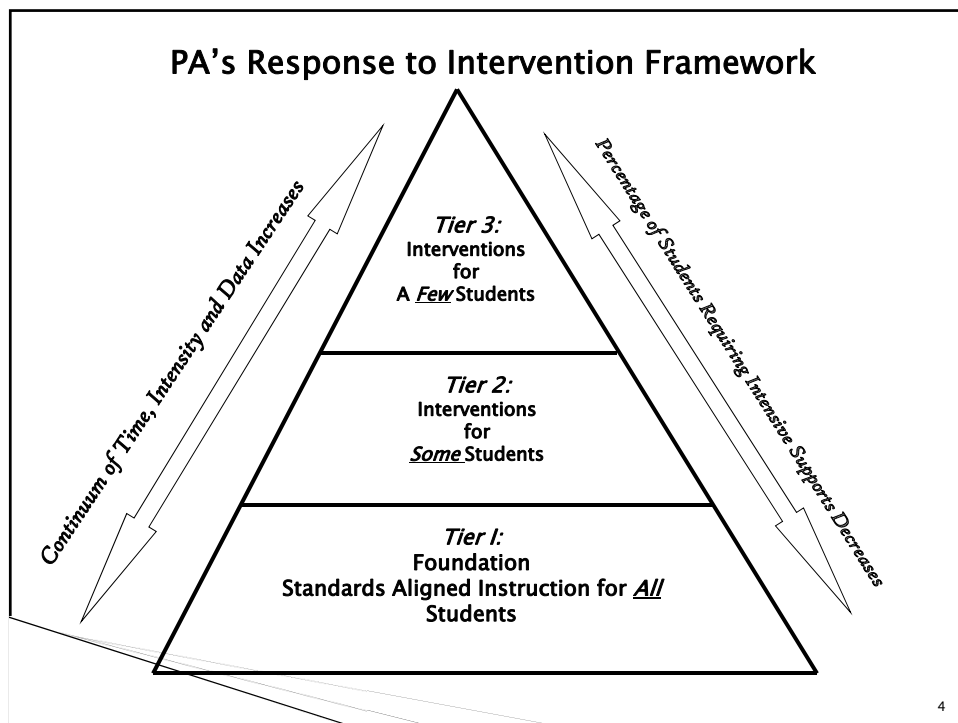 PA’s Response to Intervention Framework
Continuum of Time, Intensity and Data Increases
Percentage of Students Requiring Intensive Supports Decreases
Tier 3:
Interventions
for
A Few Students
Tier 2:
Interventions
for
Some Students
Tier I:
Foundation
Standards Aligned Instruction for All
Students
4